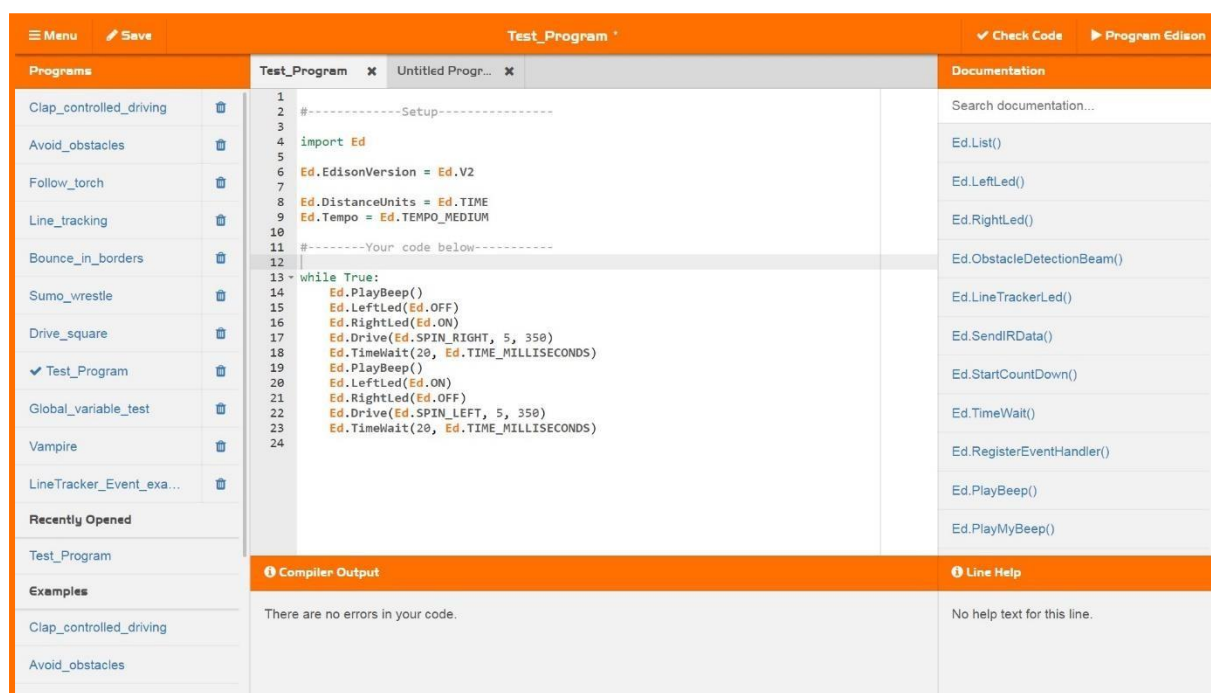 Menu
Save
Test_Program *
Check Code
Program Edison
Programs
Clap_controlled_driving
Avoid_obstacles
Follow_torch
Line_tracking
Bounce_in_borders
Sumo_wrestle
Drive_square
Test_Program
Global_variable_test
Vampire
LineTracker_Event_exa...
Recently Opened
Test_Program
Examples
Clap_controlled_driving
Avoid_obstacles
Test_Program
Untitled Progr...
1
2 #-------------Setup----------------
3
4 import Ed
5
6 Ed.EdisonVersion = Ed.V2
7
8 Ed.DistanceUnits = Ed.TIME
9 Ed.Tempo = Ed.TEMPO_MEDIUM
10
11 #--------Your code below-----------
12
13 while True:
14     Ed.PlayBeep()
15     Ed.LeftLed(Ed.OFF)
16     Ed.RightLed(Ed.ON)
17     Ed.Drive(Ed.SPIN_RIGHT, 5, 350)
18     Ed.TimeWait(20, Ed.TIME_MILLISECONDS)
19     Ed.PlayBeep()
20     Ed.LeftLed(Ed.ON)
21     Ed.RightLed(Ed.OFF)
22     Ed.Drive(Ed.SPIN_LEFT, 5, 350)
23     Ed.TimeWait(20, Ed.TIME_MILLISECONDS)
24
Compiler Output
There are no errors in your code.
Documentation
Search documentation...
Ed.List()
Ed.LeftLed()
Ed.RightLed()
Ed.ObstacleDetectionBeam()
Ed.LineTrackerLed()
Ed.SendIRData()
Ed.StartCountDown()
Ed.TimeWait()
Ed.RegisterEventHandler()
Ed.PlayBeep()
Ed.PlayMyBeep()
Line Help
No help text for this line.